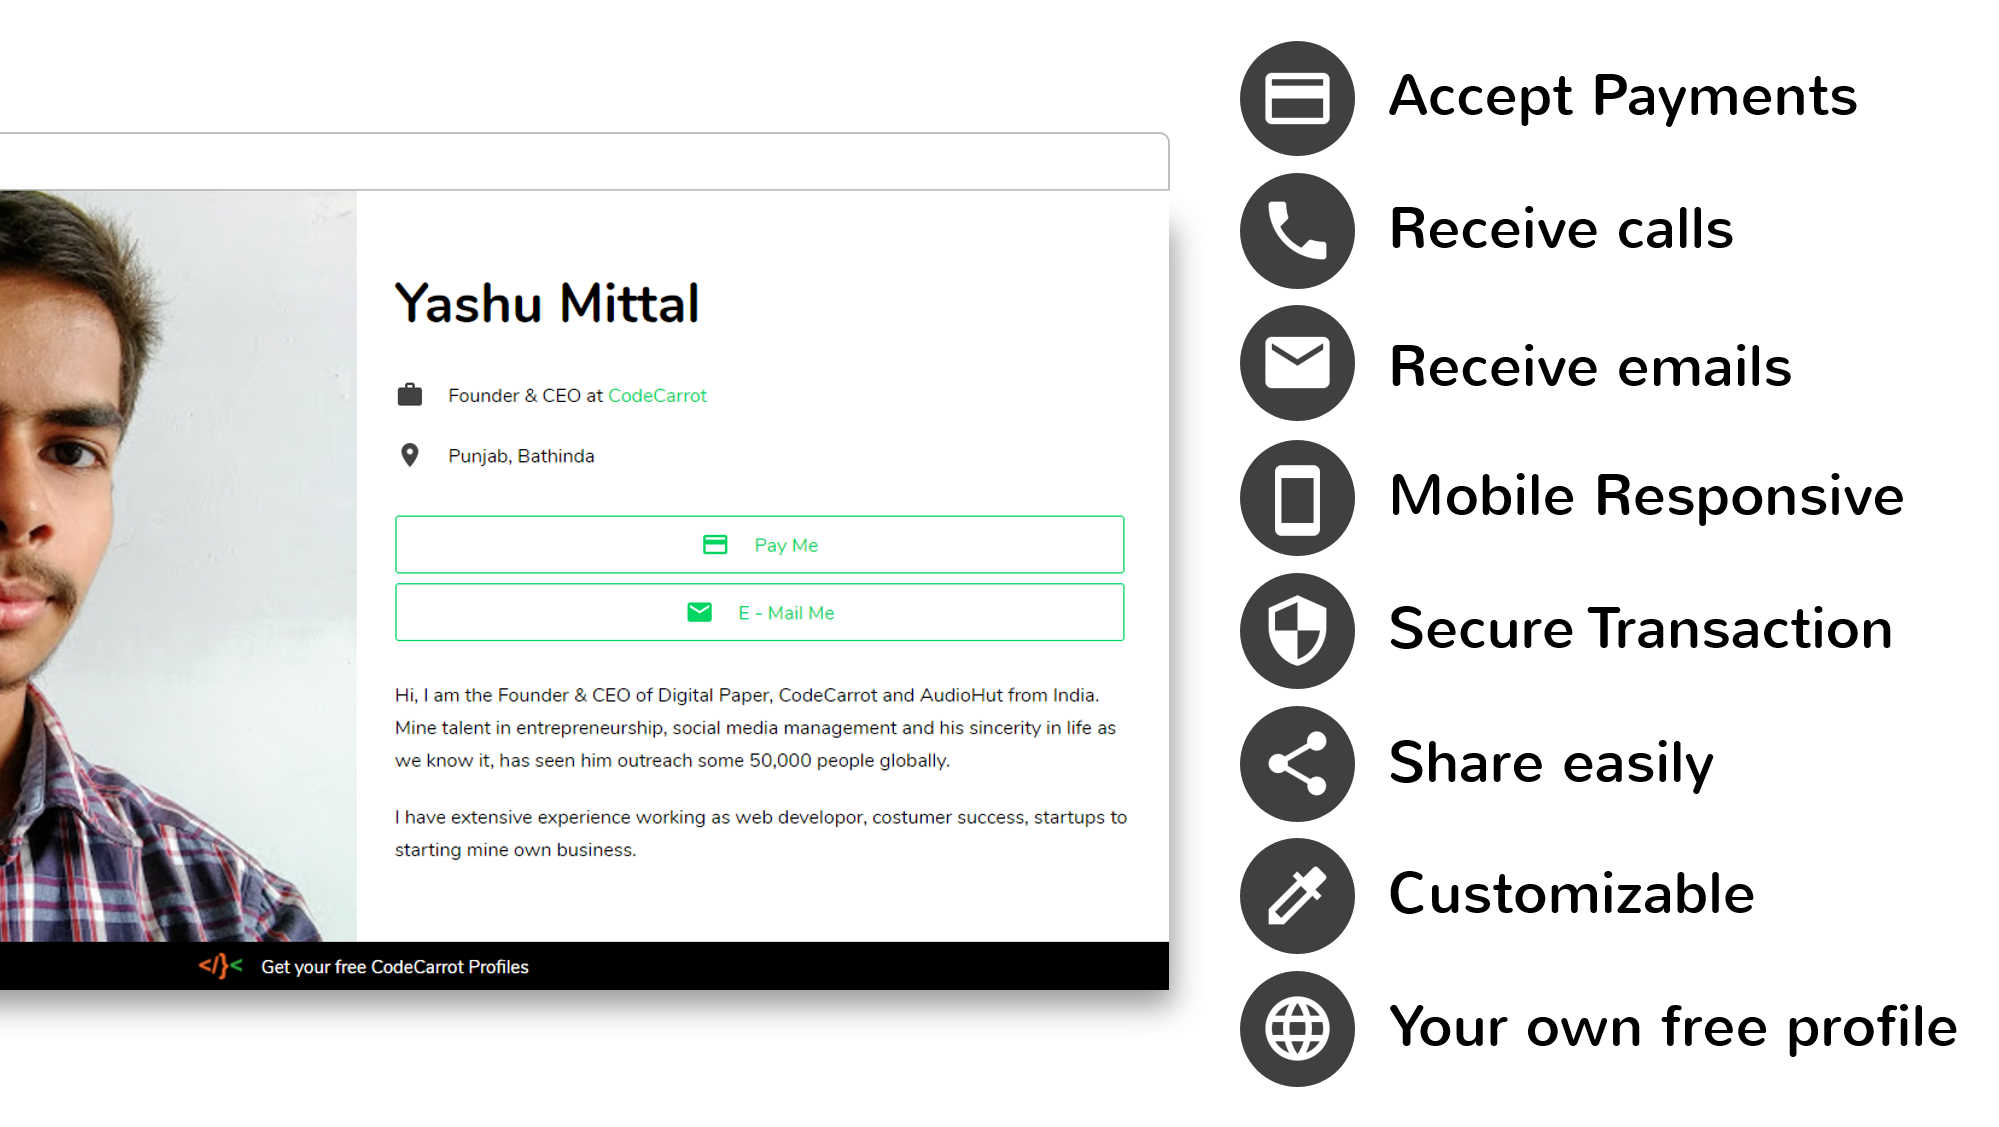 Yashu Mittal
Founder & CEO at CodeCarrot
Punjab, Bathinda
Pay Me
E - Mail Me
Hi, I am the Founder & CEO of Digital Paper, CodeCarrot and AudioHut from India.
Mine talent in entrepreneurship, social media management and his sincerity in life as
we know it, has seen him outreach some 50,000 people globally.
I have extensive experience working as web developor, costumer success, startups to
starting mine own business.
</}< Get your free CodeCarrot Profiles
Accept Payments
Receive calls
Receive emails
Mobile Responsive
Secure Transaction
Share easily
Customizable
Your own free profile